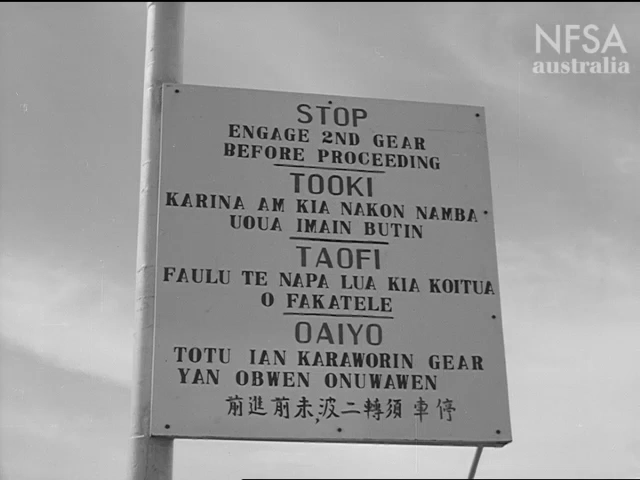 NFSA
australia
STOP
ENGAGE 2ND GEAR
BEFORE PROCEEDING
TOOKI
KARINA AM KIA NAKON NAMBA
UOUA IMAIN BUTIN
TAOFI
FAULU TE NAPA LUA KIA KOITUA
O FAKATELE
OAIYO
TOTU IAN KARAWORIN GEAR
YAN OBWEN ONUWAWEN
停車須轉二波，未前進前